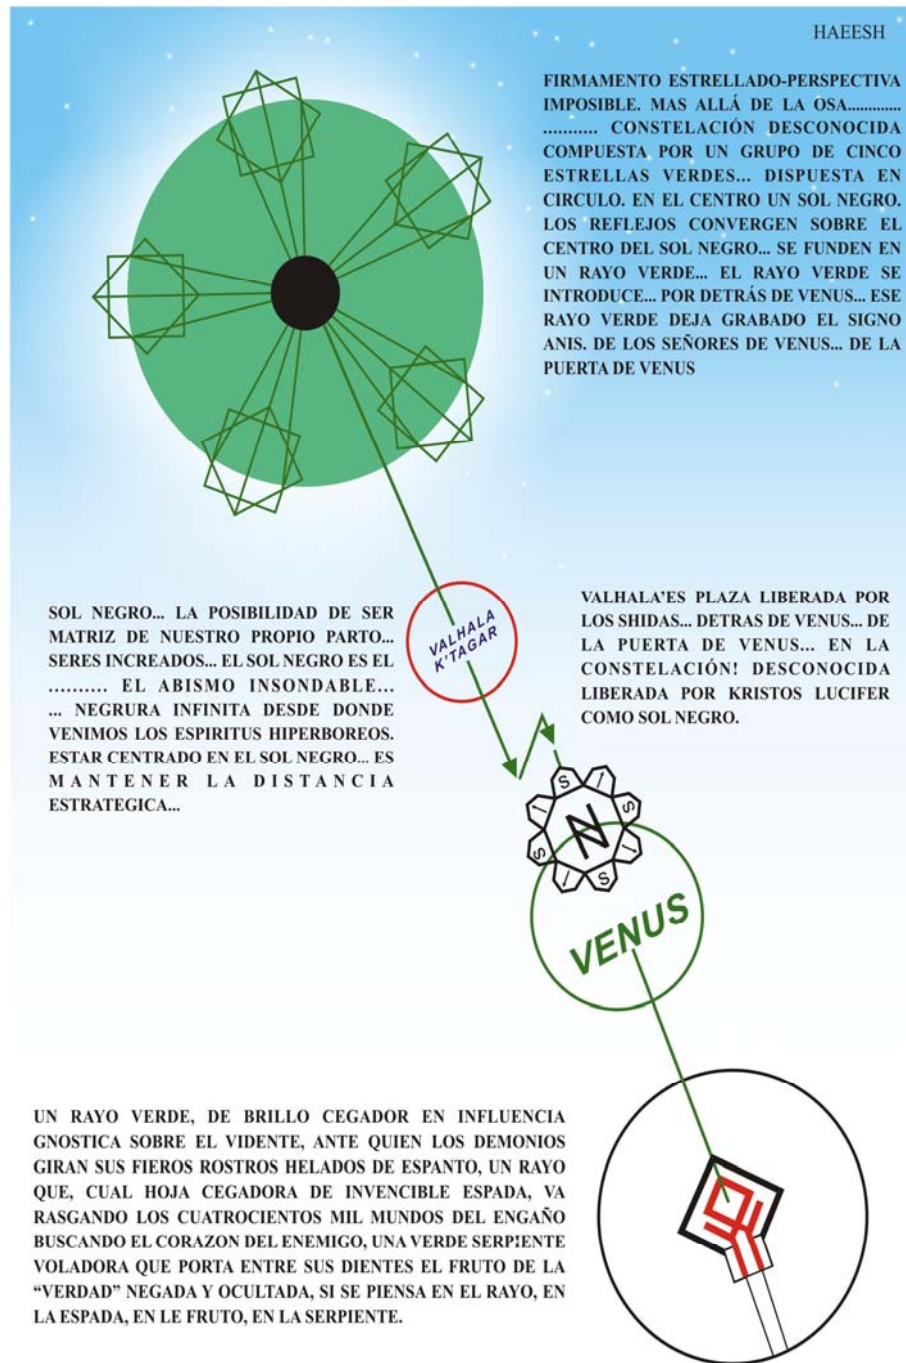 HAEESH
FIRMAMENTO ESTRELLADO-PERSPECTIVA
IMPOSIBLE. MAS ALLÁ DE LA OSA.............
........... CONSTELACIÓN DESCONOCIDA
COMPUESTA POR UN GRUPO DE CINCO
ESTRELLAS VERDES... DISPUESTA EN
CIRCULO. EN EL CENTRO UN SOL NEGRO.
LOS REFLEJOS CONVERGEN SOBRE EL
CENTRO DEL SOL NEGRO... SE FUNDEN EN
UN RAYO VERDE... EL RAYO VERDE SE
INTRODUCE... POR DETRÁS DE VENUS... ESE
RAYO VERDE DEJA GRABADO EL SIGNO
ANIS. DE LOS SEÑORES DE VENUS... DE LA
PUERTA DE VENUS
SOL NEGRO... LA POSIBILIDAD DE SER
MATRIZ DE NUESTRO PROPIO PARTO...
SERES INCREADOS... EL SOL NEGRO ES EL
.......... EL ABISMO INSONDABLE...
... NEGRURA INFINITA DESDE DONDE
VENIMOS LOS ESPIRITUS HIPERBOREOS.
ESTAR CENTRADO EN EL SOL NEGRO... ES
MANTENER LA DISTANCIA
ESTRATEGICA...
VALHALA
K'TAGAR
VALHALA'ES PLAZA LIBERADA POR
LOS SHIDAS... DETRAS DE VENUS... DE
LA PUERTA DE VENUS... EN LA
CONSTELACIÓN! DESCONOCIDA
LIBERADA POR KRISTOS LUCIFER
COMO SOL NEGRO.
S
S
N
S
S
VENUS
UN RAYO VERDE, DE BRILLO CEGADOR EN INFLUENCIA
GNOSTICA SOBRE EL VIDENTE, ANTE QUIEN LOS DEMONIOS
GIRAN SUS FIEROS ROSTROS HELADOS DE ESPANTO, UN RAYO
QUE, CUAL HOJA CEGADORA DE INVENCIBLE ESPADA, VA
RASGANDO LOS CUATROCIENTOS MIL MUNDOS DEL ENGAÑO
BUSCANDO EL CORAZON DEL ENEMIGO, UNA VERDE SERPIENTE
VOLADORA QUE PORTA ENTRE SUS DIENTES EL FRUTO DE LA
“VERDAD” NEGADA Y OCULTADA, SI SE PIENSA EN EL RAYO, EN
LA ESPADA, EN LE FRUTO, EN LA SERPIENTE.